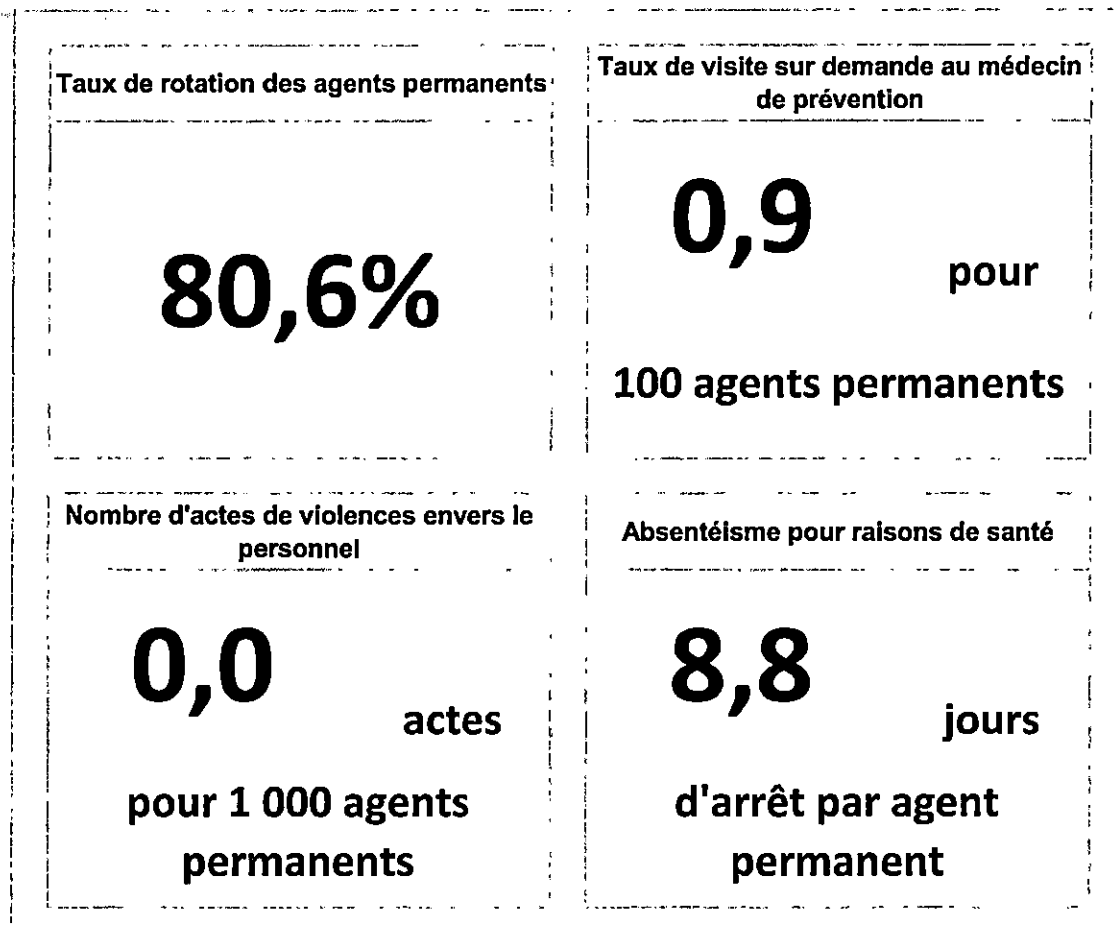 Taux de rotation des agents permanents
80,6%
Taux de visite sur demande au médecin
de prévention
0,9
pour
100 agents permanents
Nombre d'actes de violences envers le
personnel
0,0
actes
pour 1 000 agents
permanents
Absentéisme pour raisons de santé
8,8
jours
d'arrêt par agent
permanent